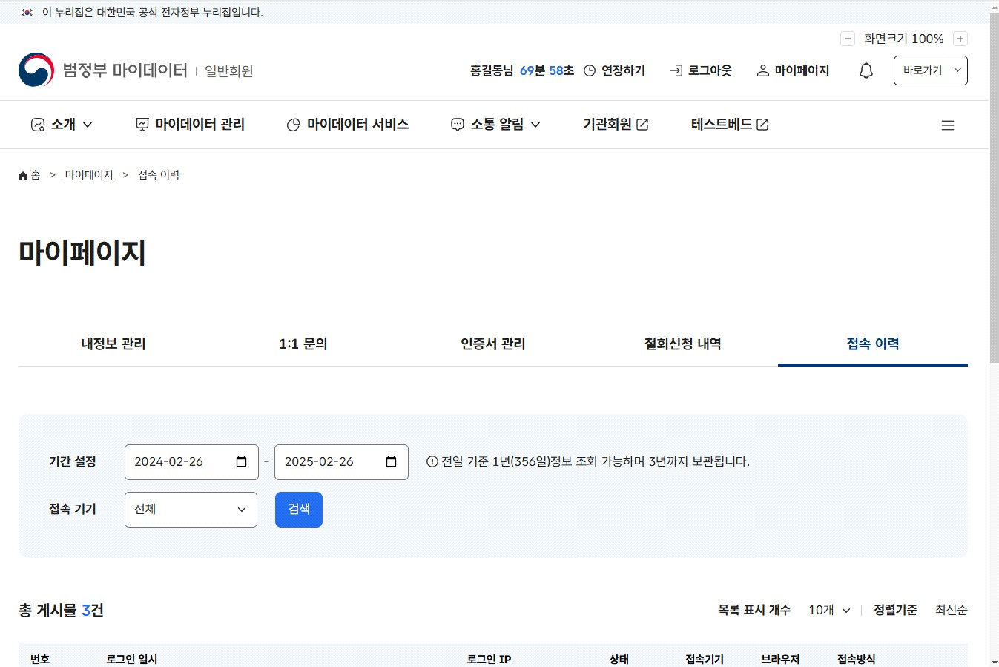 이 누리집은 대한민국 공식 전자정부 누리집입니다.
화면크기 100%
범정부 마이데이터 일반회원
홍길동님 69분 58초 연장하기 로그아웃 마이페이지 바로가기
소개 마이데이터 관리 마이데이터 서비스 소통 알림 기관회원 테스트베드
홈 > 마이페이지 > 접속 이력
마이페이지
내정보 관리 1:1 문의 인증서 관리 철회신청 내역 접속 이력
기간 설정 2024-02-26 - 2025-02-26 전일 기준 1년(356일)정보 조회 가능하며 3년까지 보관됩니다.
접속 기기 전체 검색
총 게시물 3건 목록 표시 개수 10개 정렬기준 최신순
번호 로그인 일시 로그인 IP 상태 접속기기 브라우저 접속방식